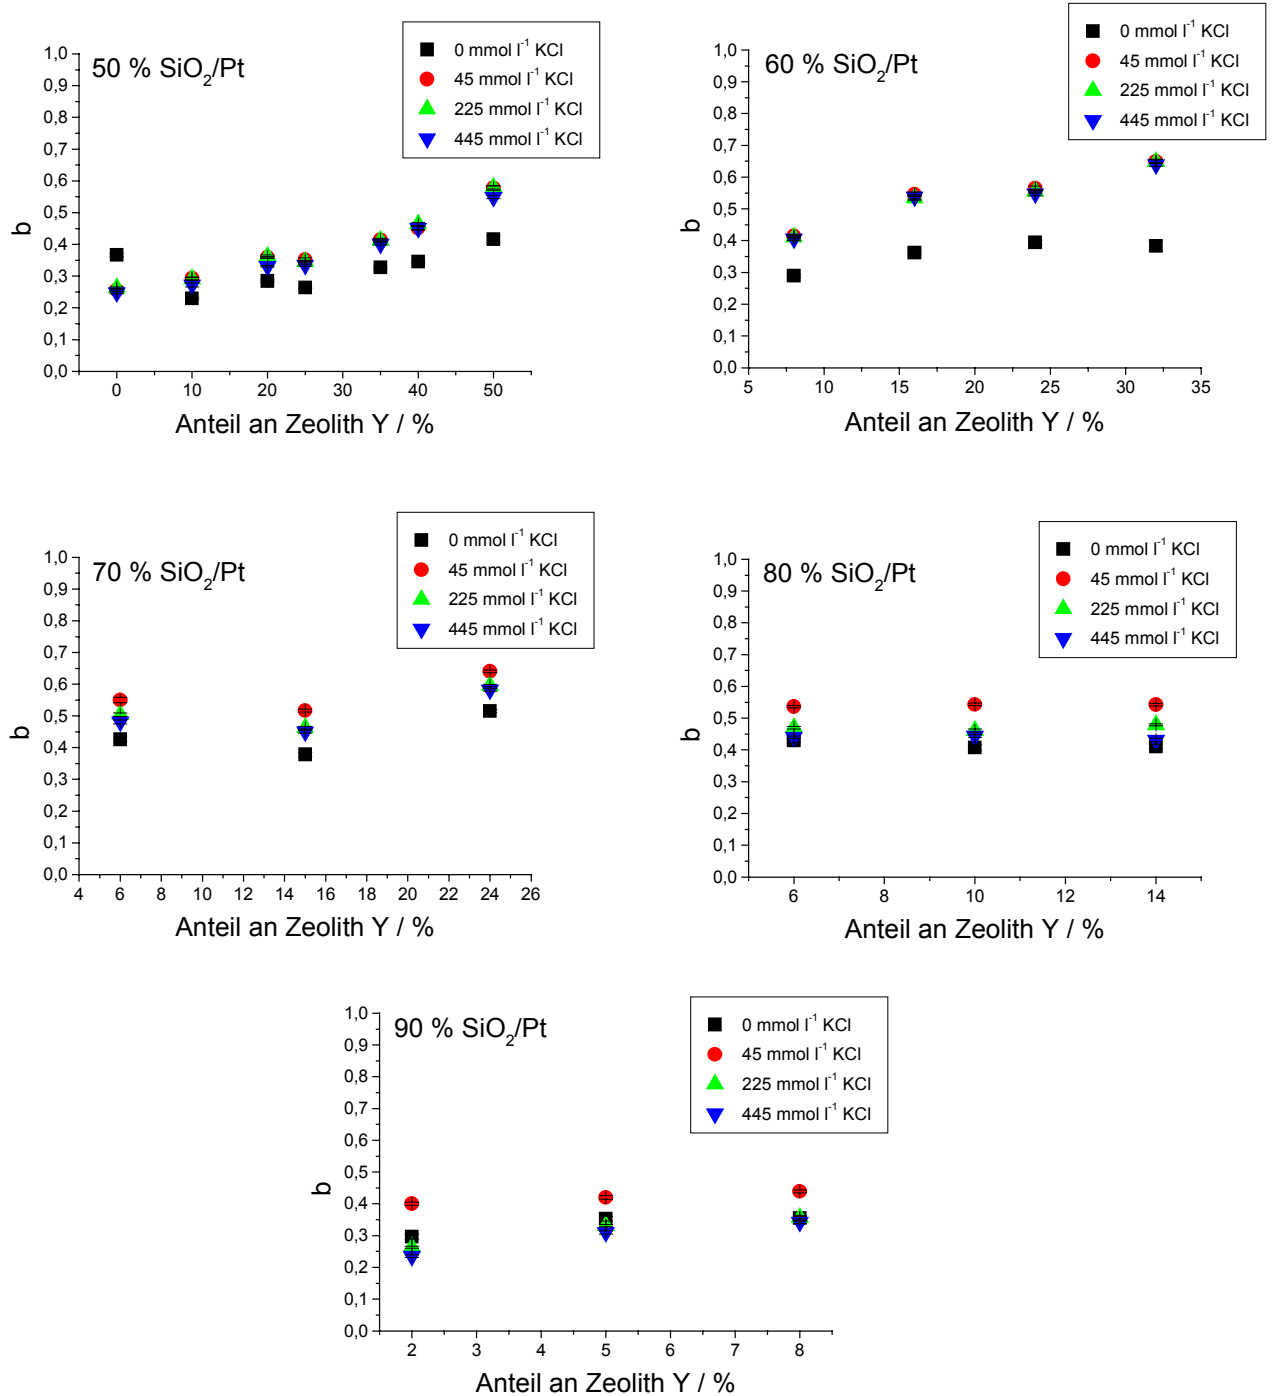 50 % SiO2/Pt
0 mmol l-1 KCl
45 mmol l-1 KCl
225 mmol l-1 KCl
445 mmol l-1 KCl
1,0
0,9
0,8
0,7
0,6
0,5
0,4
0,3
0,2
0,1
0,0
b
0 10 20 30 40 50
Anteil an Zeolith Y / %
60 % SiO2/Pt
0 mmol l-1 KCl
45 mmol l-1 KCl
225 mmol l-1 KCl
445 mmol l-1 KCl
1,0
0,9
0,8
0,7
0,6
0,5
0,4
0,3
0,2
0,1
0,0
b
5 10 15 20 25 30 35
Anteil an Zeolith Y / %
70 % SiO2/Pt
0 mmol l-1 KCl
45 mmol l-1 KCl
225 mmol l-1 KCl
445 mmol l-1 KCl
1,0
0,9
0,8
0,7
0,6
0,5
0,4
0,3
0,2
0,1
0,0
b
4 6 8 10 12 14 16 18 20 22 24 26
Anteil an Zeolith Y / %
80 % SiO2/Pt
0 mmol l-1 KCl
45 mmol l-1 KCl
225 mmol l-1 KCl
445 mmol l-1 KCl
1,0
0,9
0,8
0,7
0,6
0,5
0,4
0,3
0,2
0,1
0,0
b
6 8 10 12 14
Anteil an Zeolith Y / %
90 % SiO2/Pt
0 mmol l-1 KCl
45 mmol l-1 KCl
225 mmol l-1 KCl
445 mmol l-1 KCl
1,0
0,9
0,8
0,7
0,6
0,5
0,4
0,3
0,2
0,1
0,0
b
2 3 4 5 6 7 8
Anteil an Zeolith Y / %